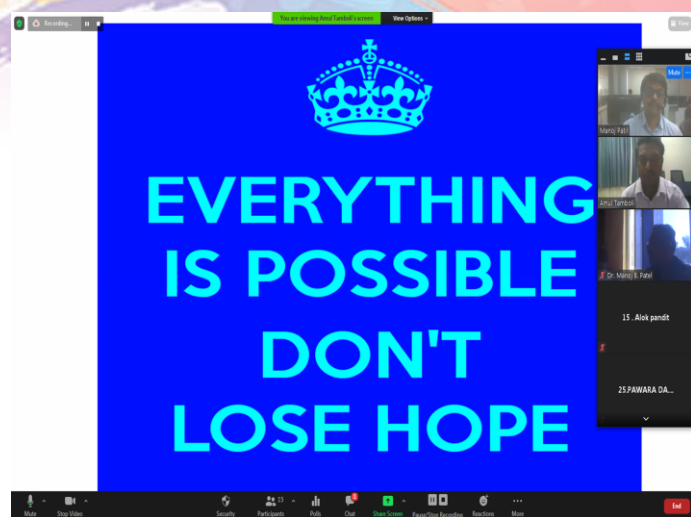 Recording...
You are viewing Amul Tamboli's screen
View Options
View
EVERYTHING
IS POSSIBLE
DON'T
LOSE HOPE
Mute
Manoj Patil
Amul Tamboli
Dr. Manoj B. Patel
15 ..Alok pandit
25.PAWARA DA...
Mute
Stop Video
Security
13
Participants
Polls
Chat
Share Screen
Pause/Stop Recording
Reactions
More
End